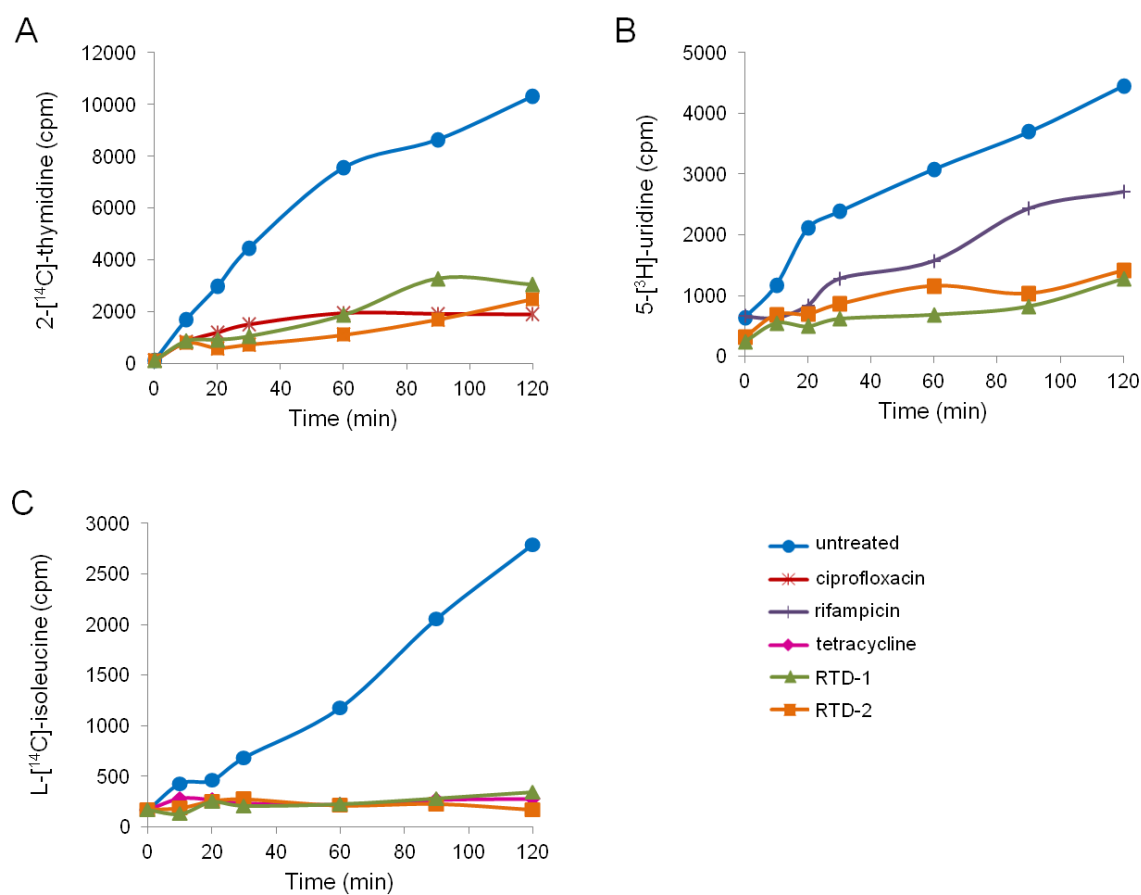 A
2-[¹⁴C]-thymidine (cpm)
12000
10000
8000
6000
4000
2000
0
0 20 40 60 80 100 120
Time (min)
B
5-[³H]-uridine (cpm)
5000
4000
3000
2000
1000
0
0 20 40 60 80 100 120
Time (min)
C
L-[¹⁴C]-isoleucine (cpm)
3000
2500
2000
1500
1000
500
0
0 20 40 60 80 100 120
Time (min)
untreated
ciprofloxacin
rifampicin
tetracycline
RTD-1
RTD-2